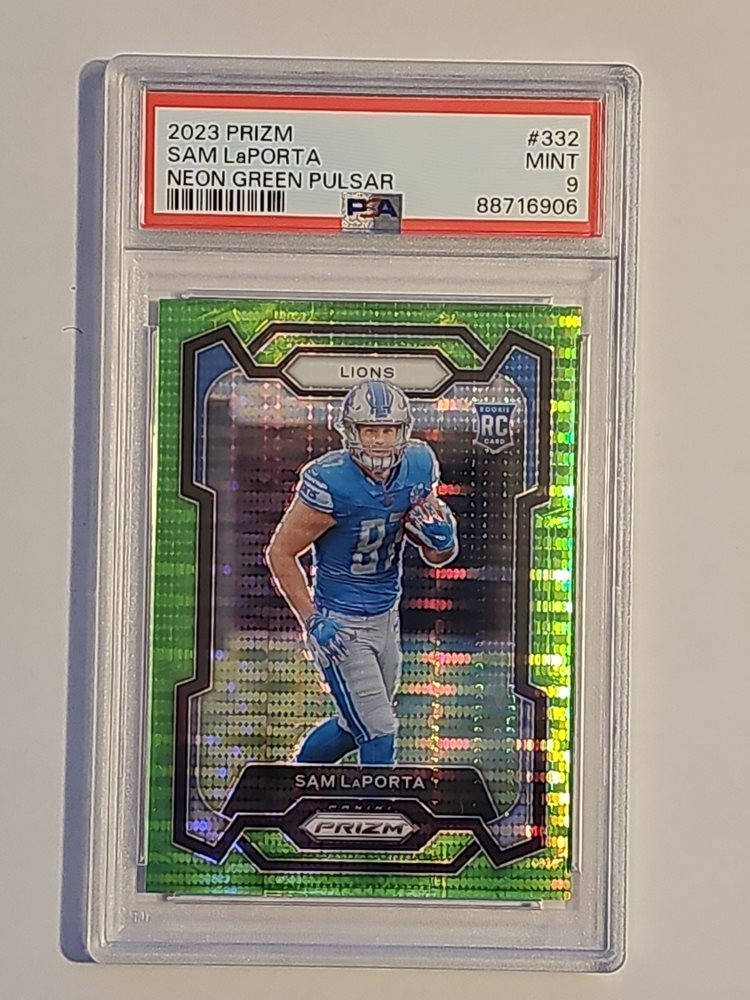 2023 PRIZM #332
SAM LaPORTA MINT
NEON GREEN PULSAR 9
PSA 88716906
LIONS
ROOKIE
RC
CARD
87
SAM LaPORTA
PANINI
PRIZM